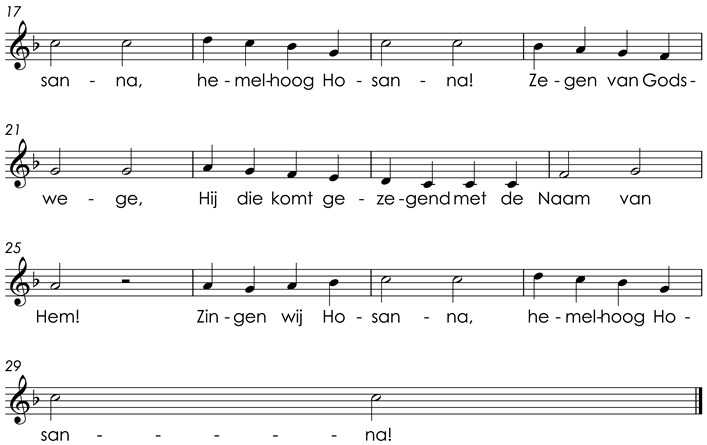 17
san - na, he - mel-hoog Ho - san - na! Ze - gen van Gods-
21
we - ge, Hij die komt ge - ze - gend met de Naam van
25
Hem! Zin - gen wij Ho - san - na, he - mel-hoog Ho -
29
san - - - - - na!